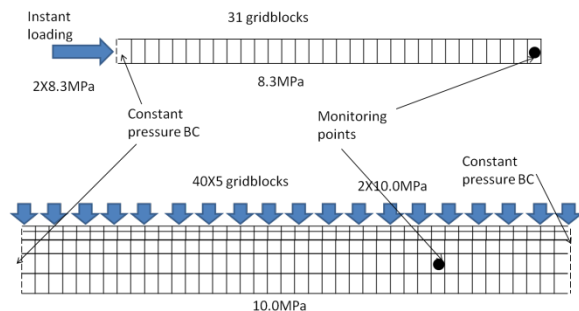 Instant
loading
31 gridblocks
2X8.3MPa
8.3MPa
Constant
pressure BC
Monitoring
points
Constant
pressure BC
40X5 gridblocks
2X10.0MPa
10.0MPa